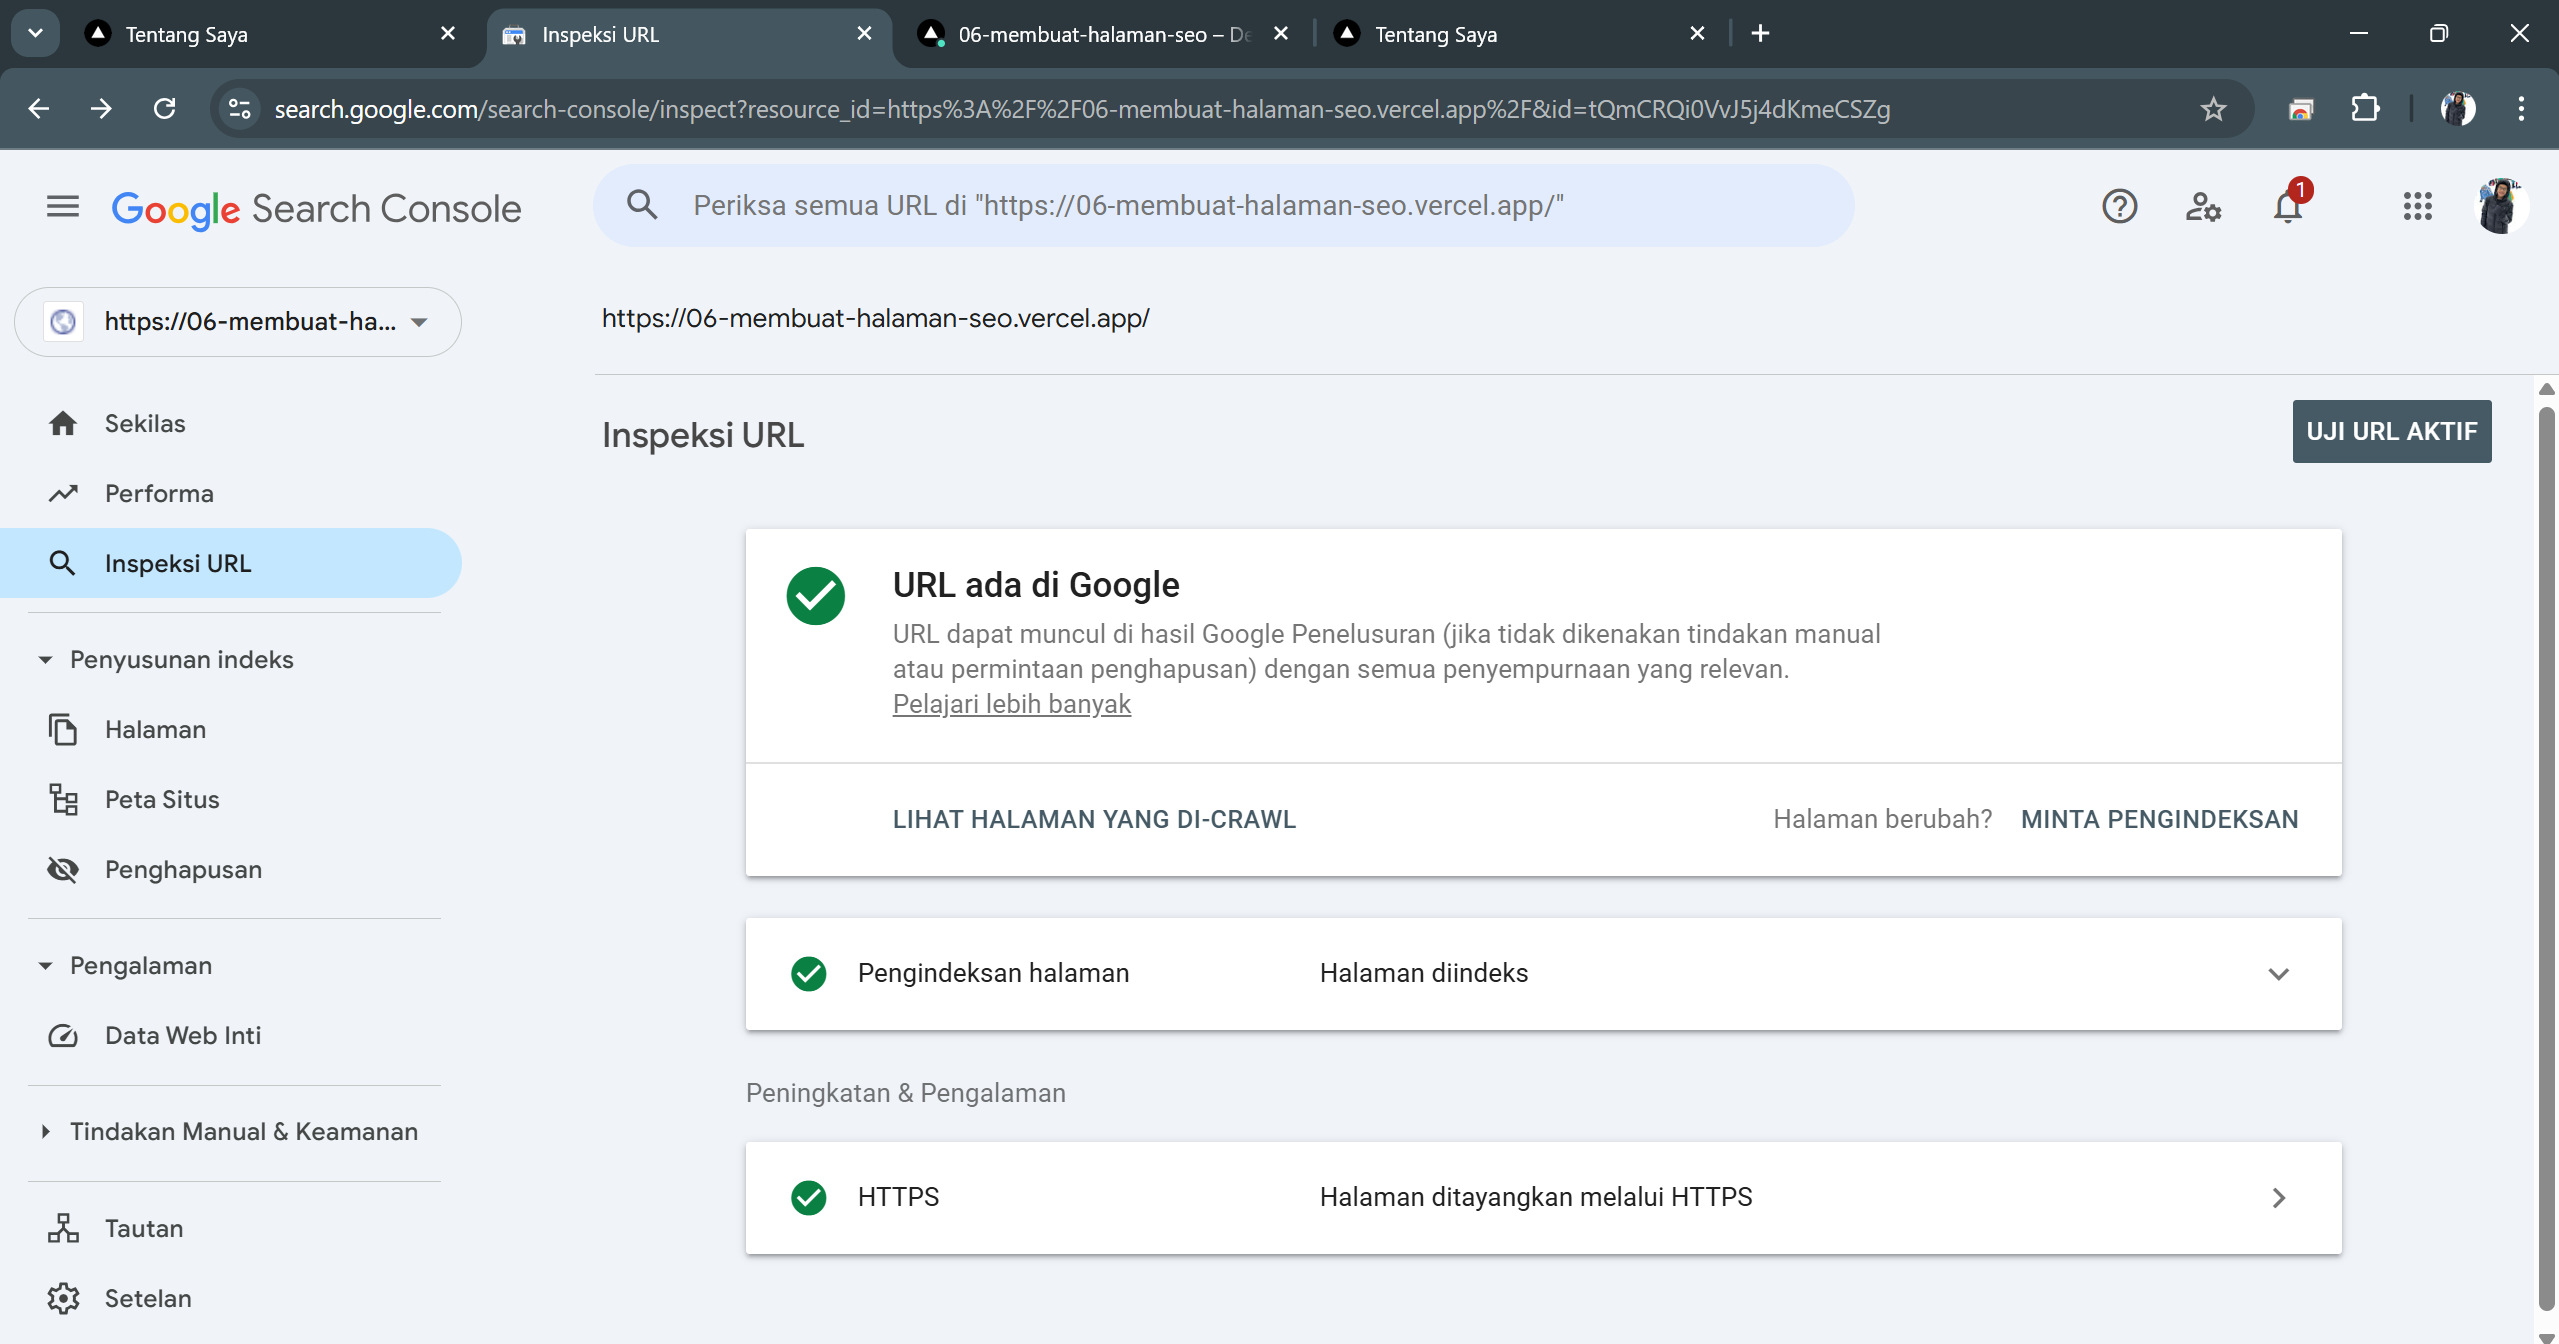 Tentang Saya
Inspeksi URL
06-membuat-halaman-seo – De
Tentang Saya
search.google.com/search-console/inspect?resource_id=https%3A%2F%2F06-membuat-halaman-seo.vercel.app%2F&id=tQmCRQi0VvJ5j4dKmeCSZg
Google Search Console
Periksa semua URL di "https://06-membuat-halaman-seo.vercel.app/"
1
https://06-membuat-ha...
https://06-membuat-halaman-seo.vercel.app/
Sekilas
Performa
Inspeksi URL
Penyusunan indeks
Halaman
Peta Situs
Penghapusan
Pengalaman
Data Web Inti
Tindakan Manual & Keamanan
Tautan
Setelan
Inspeksi URL
UJI URL AKTIF
URL ada di Google
URL dapat muncul di hasil Google Penelusuran (jika tidak dikenakan tindakan manual
atau permintaan penghapusan) dengan semua penyempurnaan yang relevan.
Pelajari lebih banyak
LIHAT HALAMAN YANG DI-CRAWL
Halaman berubah? MINTA PENGINDEKSAN
Pengindeksan halaman
Halaman diindeks
Peningkatan & Pengalaman
HTTPS
Halaman ditayangkan melalui HTTPS